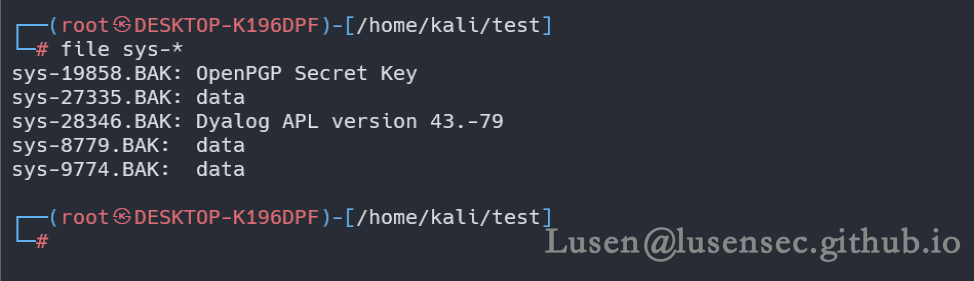 ┌──(root㉿DESKTOP-K196DPF)-[/home/kali/test]
└─# file sys-*
sys-19858.BAK: OpenPGP Secret Key
sys-27335.BAK: data
sys-28346.BAK: Dyalog APL version 43.-79
sys-8779.BAK:  data
sys-9774.BAK:  data

┌──(root㉿DESKTOP-K196DPF)-[/home/kali/test]
└─#
Lusen@lusensec.github.io